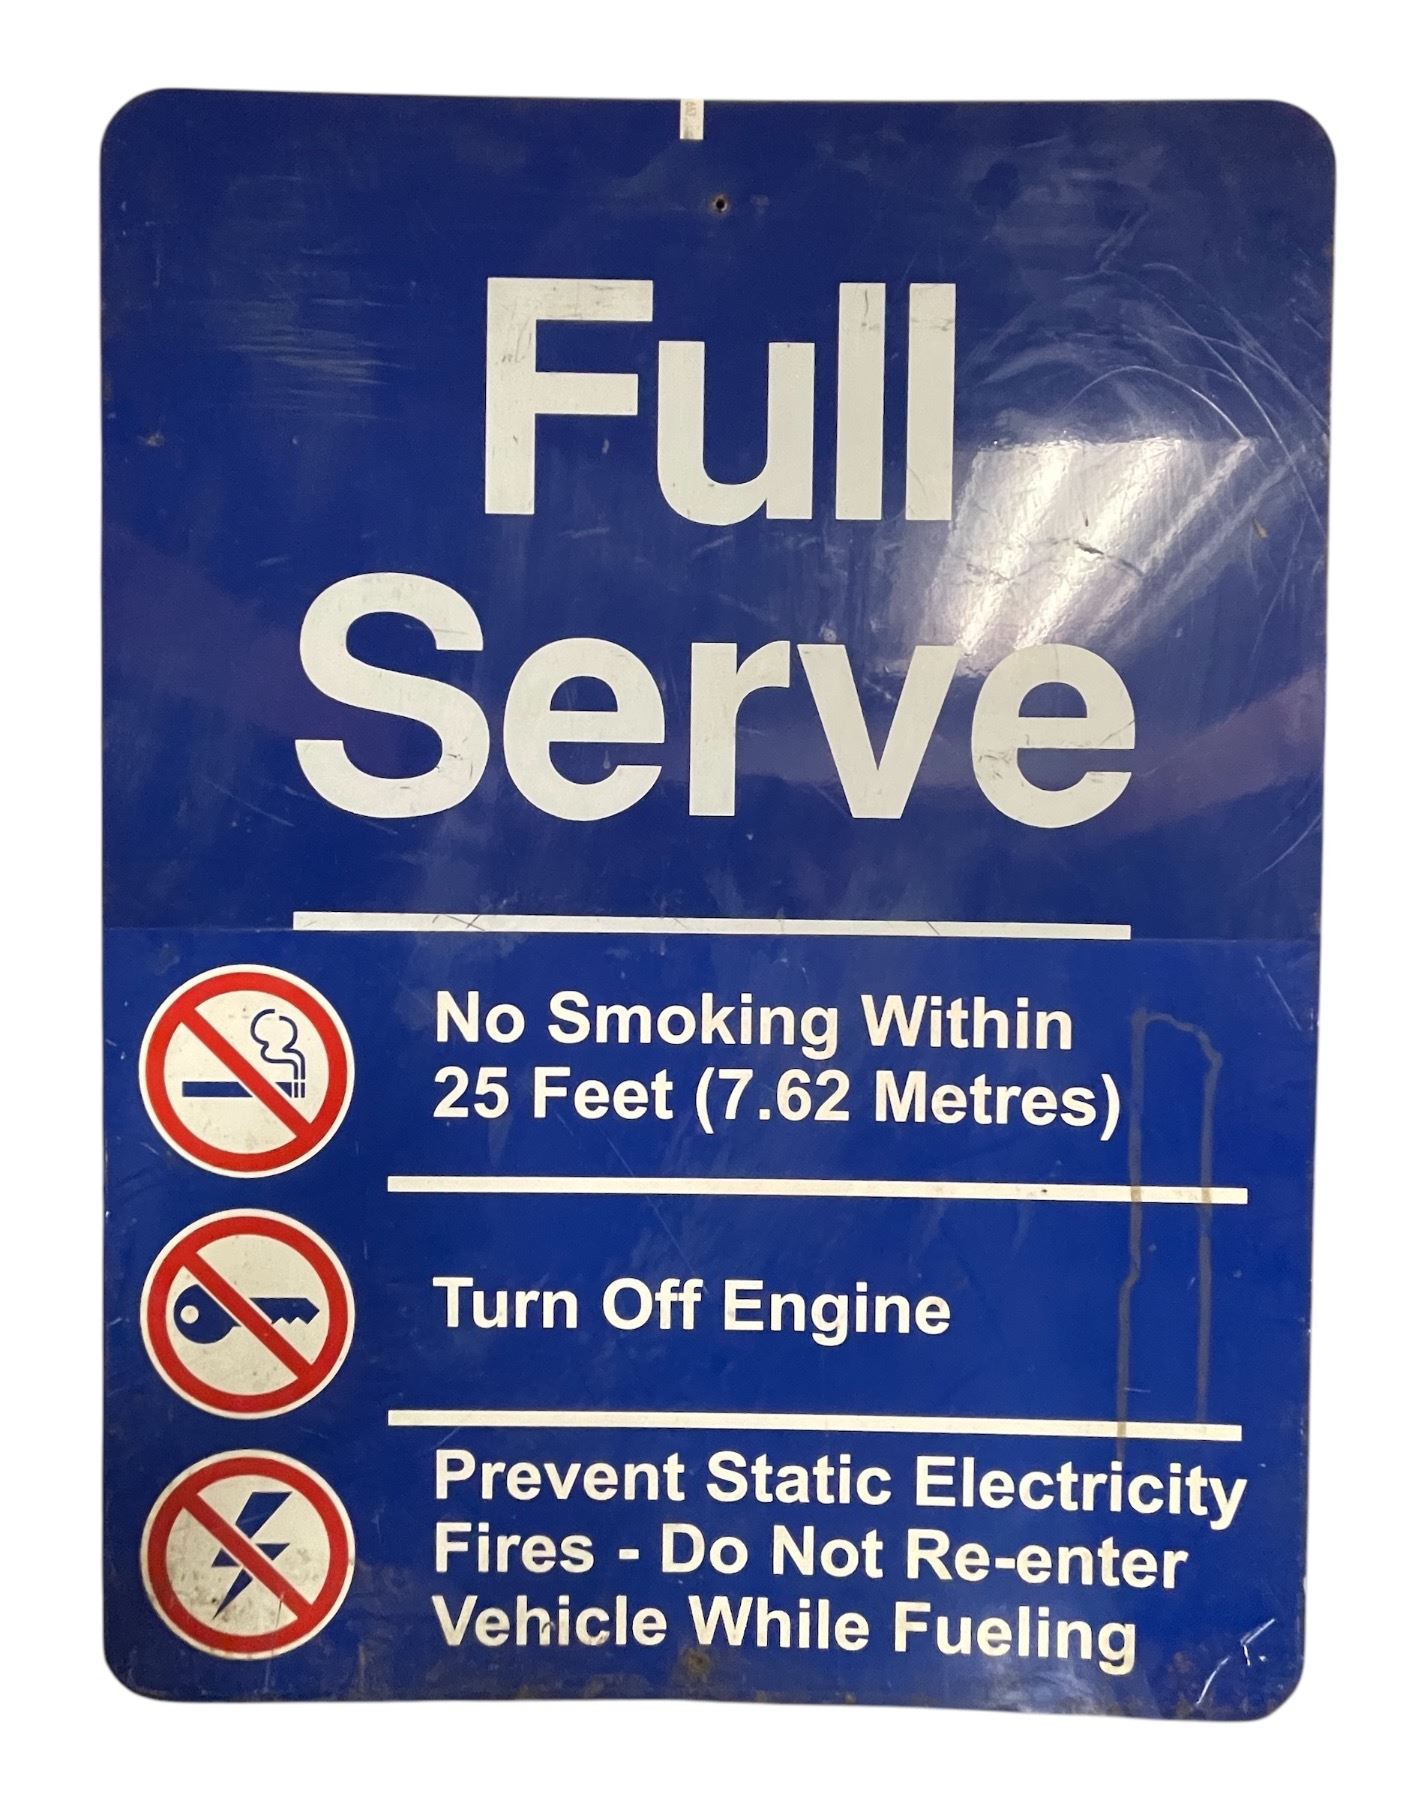 Full
Serve
No Smoking Within
25 Feet (7.62 Metres)
Turn Off Engine
Prevent Static Electricity
Fires - Do Not Re-enter
Vehicle While Fueling